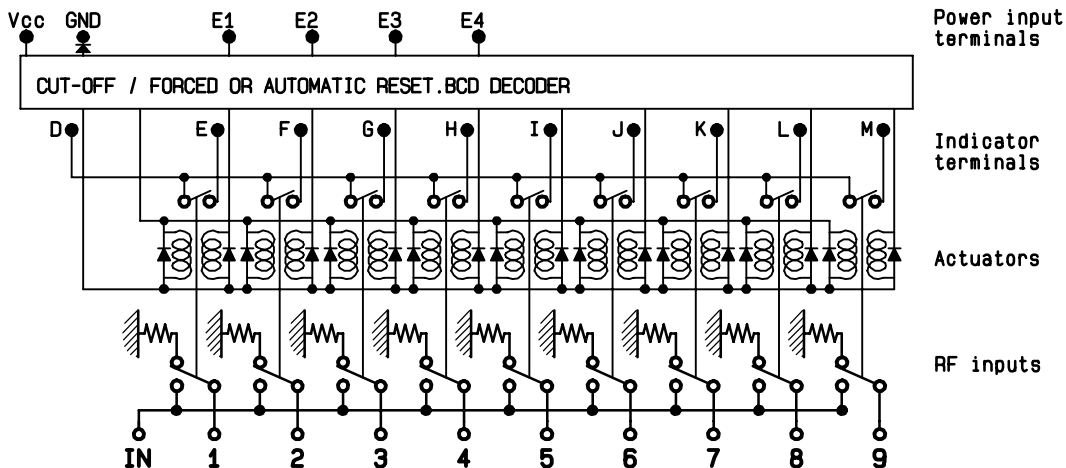 Vcc GND E1 E2 E3 E4 Power input
terminals
CUT-OFF / FORCED OR AUTOMATIC RESET.BCD DECODER
D E F G H I J K L M Indicator
terminals
Actuators
RF inputs
IN 1 2 3 4 5 6 7 8 9